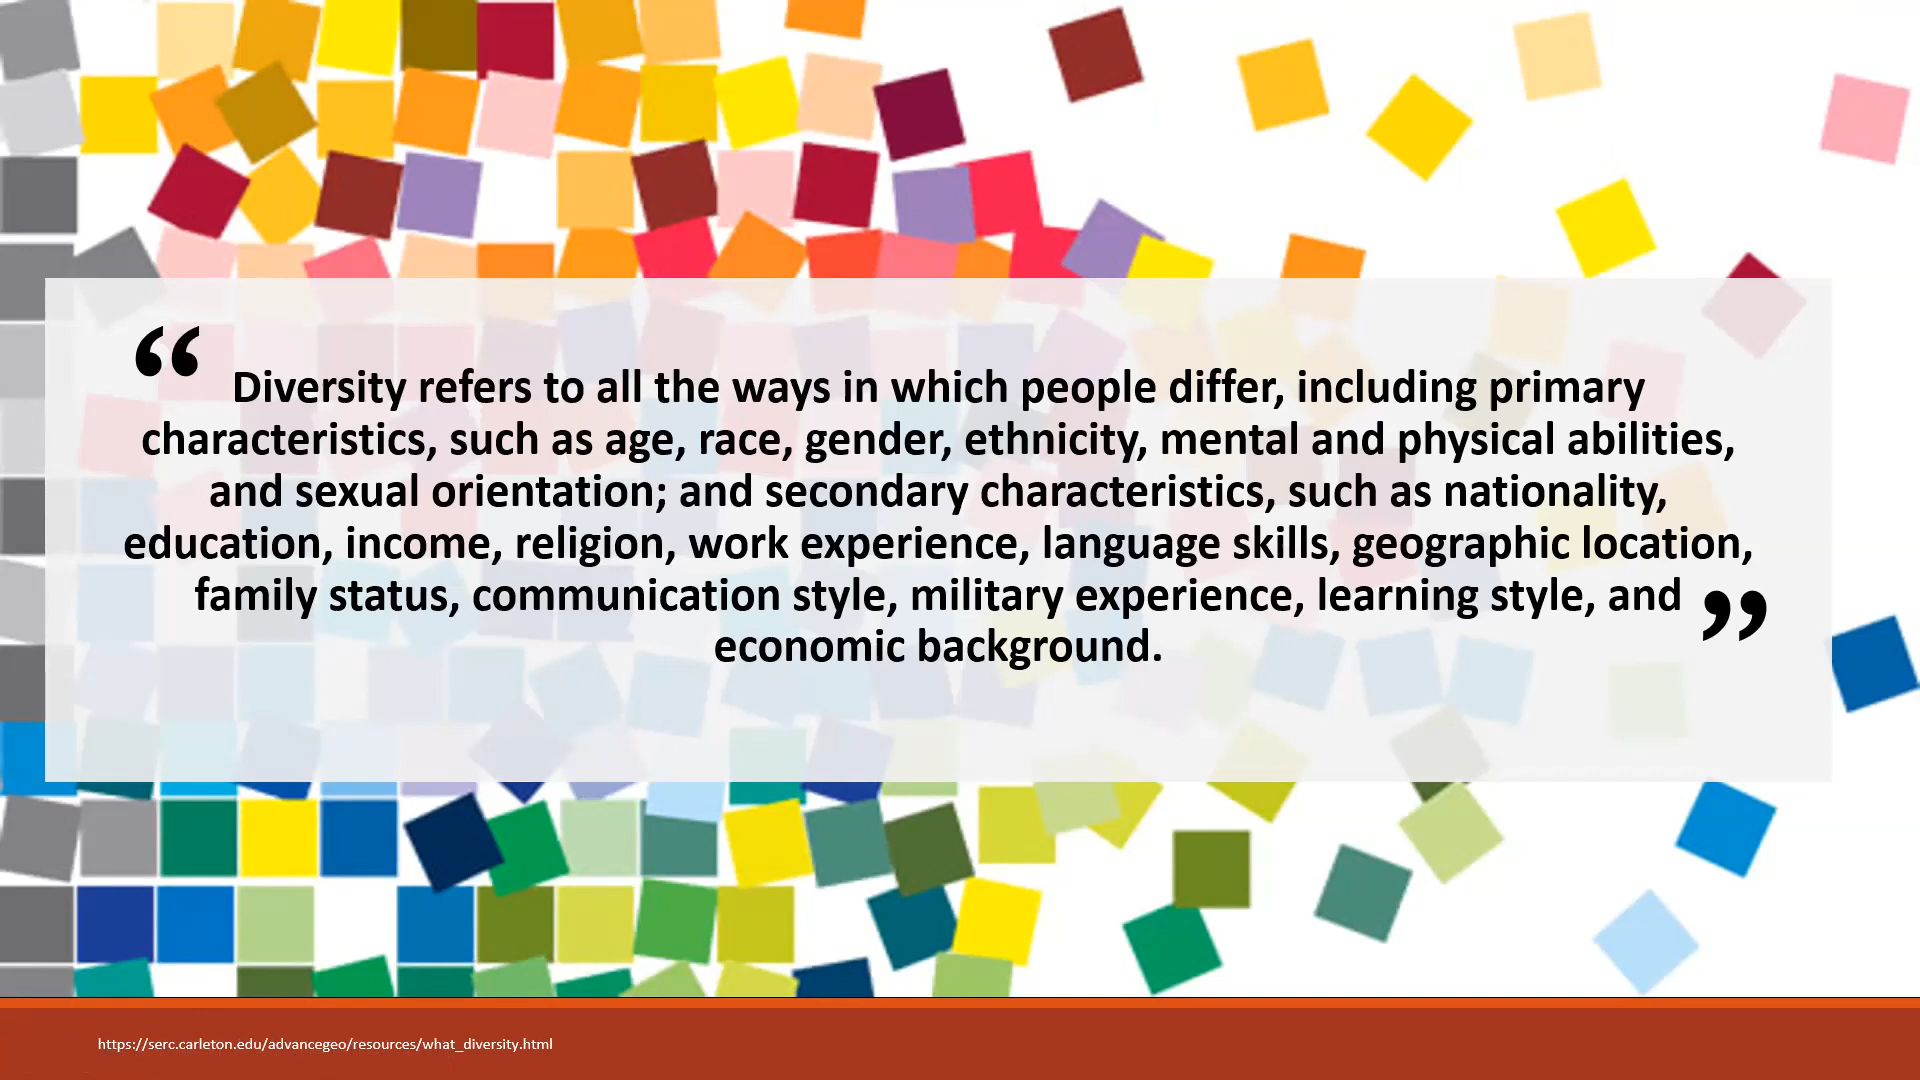 “
Diversity refers to all the ways in which people differ, including primary
characteristics, such as age, race, gender, ethnicity, mental and physical abilities,
and sexual orientation; and secondary characteristics, such as nationality,
education, income, religion, work experience, language skills, geographic location,
family status, communication style, military experience, learning style, and
economic background.
”
https://serc.carleton.edu/advancegeo/resources/what_diversity.html